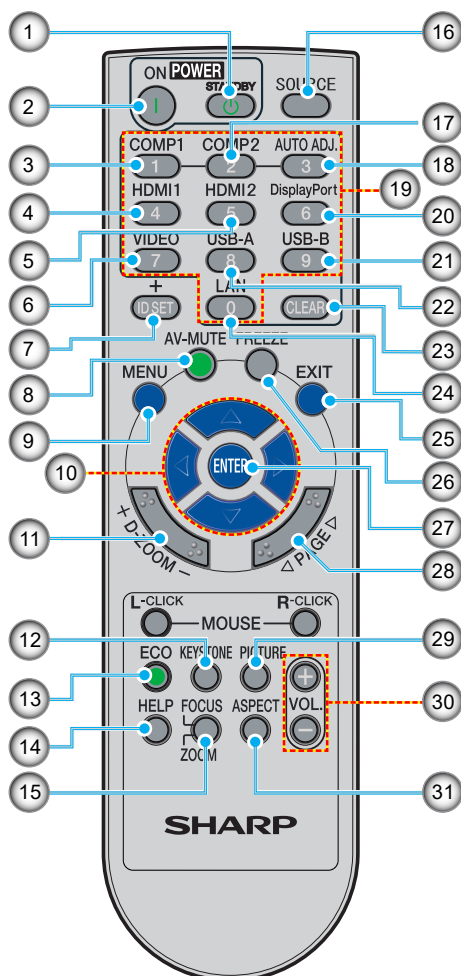 1
16
ON POWER
STANDBY
SOURCE
2
17
COMP1 COMP2 AUTO ADJ.
3
1 2 3
18
19
HDMI1 HDMI2 DisplayPort
4
4 5 6
20
5
VIDEO USB-A USB-B
7 8 9
21
6
22
+ LAN
7
ID SET 0 CLEAR
23
8
AV-MUTE FREEZE
24
MENU EXIT
9
25
10
ENTER
26
27
11
+ D-ZOOM −
◁ PAGE ▷
28
L-CLICK R-CLICK
MOUSE
12
29
ECO KEYSTONE PICTURE
13
+
30
HELP FOCUS ASPECT VOL.
14
−
ZOOM
15
31
SHARP